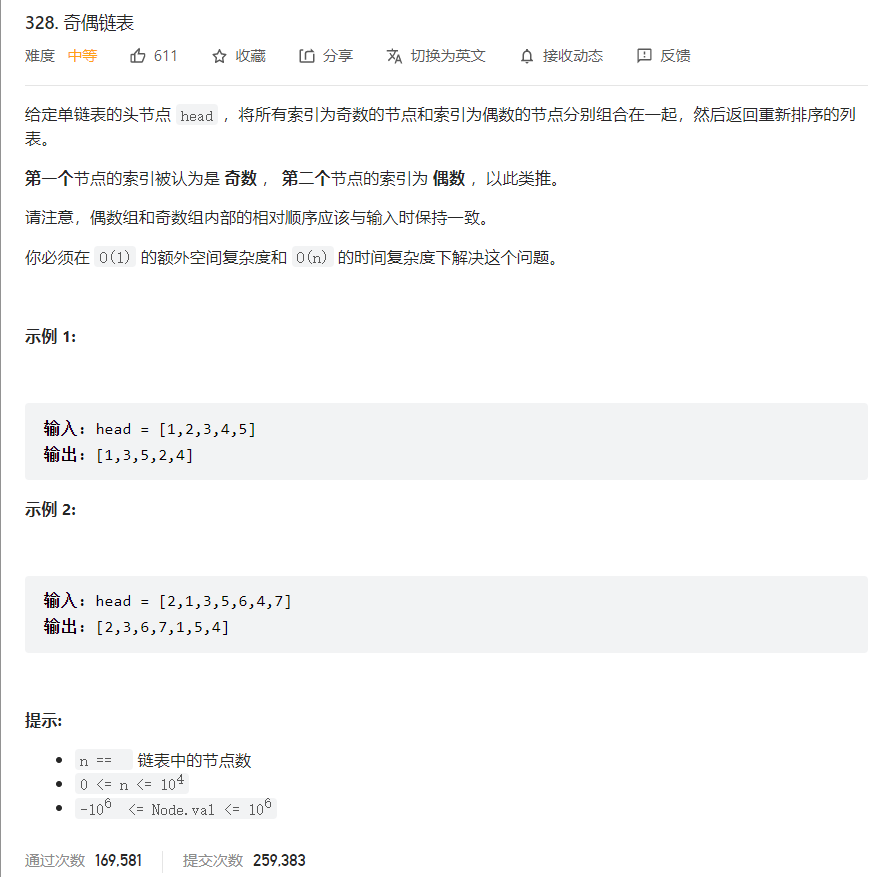 328. 奇偶链表
难度 中等 611 收藏 分享 切换为英文 接收动态 反馈
给定单链表的头节点 head ，将所有索引为奇数的节点和索引为偶数的节点分别组合在一起，然后返回重新排序的列
表。
第一个节点的索引被认为是 奇数 ， 第二个节点的索引为 偶数 ，以此类推。
请注意，偶数组和奇数组内部的相对顺序应该与输入时保持一致。
你必须在 O(1) 的额外空间复杂度和 O(n) 的时间复杂度下解决这个问题。
示例 1:
输入: head = [1,2,3,4,5]
输出: [1,3,5,2,4]
示例 2:
输入: head = [2,1,3,5,6,4,7]
输出: [2,3,6,7,1,5,4]
提示:
n == 链表中的节点数
0 <= n <= 10⁴
-10⁶ <= Node.val <= 10⁶
通过次数 169,581 提交次数 259,383